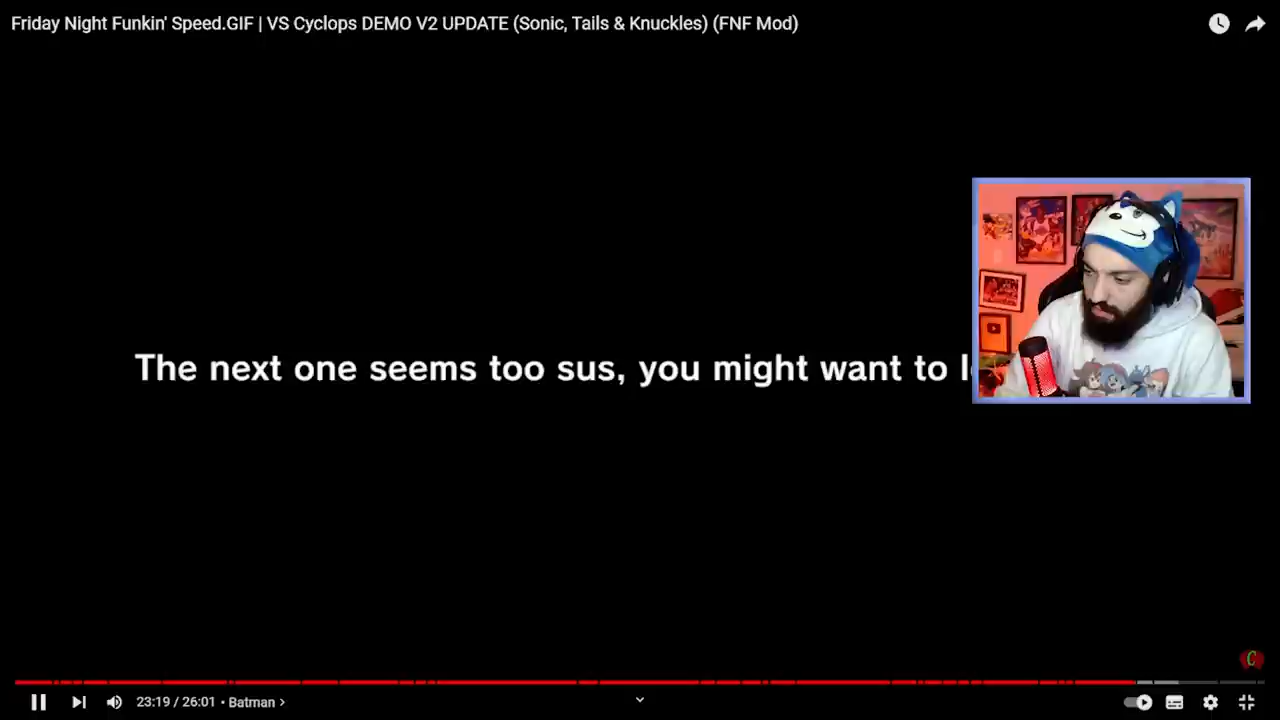 Friday Night Funkin' Speed.GIF | VS Cyclops DEMO V2 UPDATE (Sonic, Tails & Knuckles) (FNF Mod)
The next one seems too sus, you might want to l
23:19 / 26:01 • Batman >
C